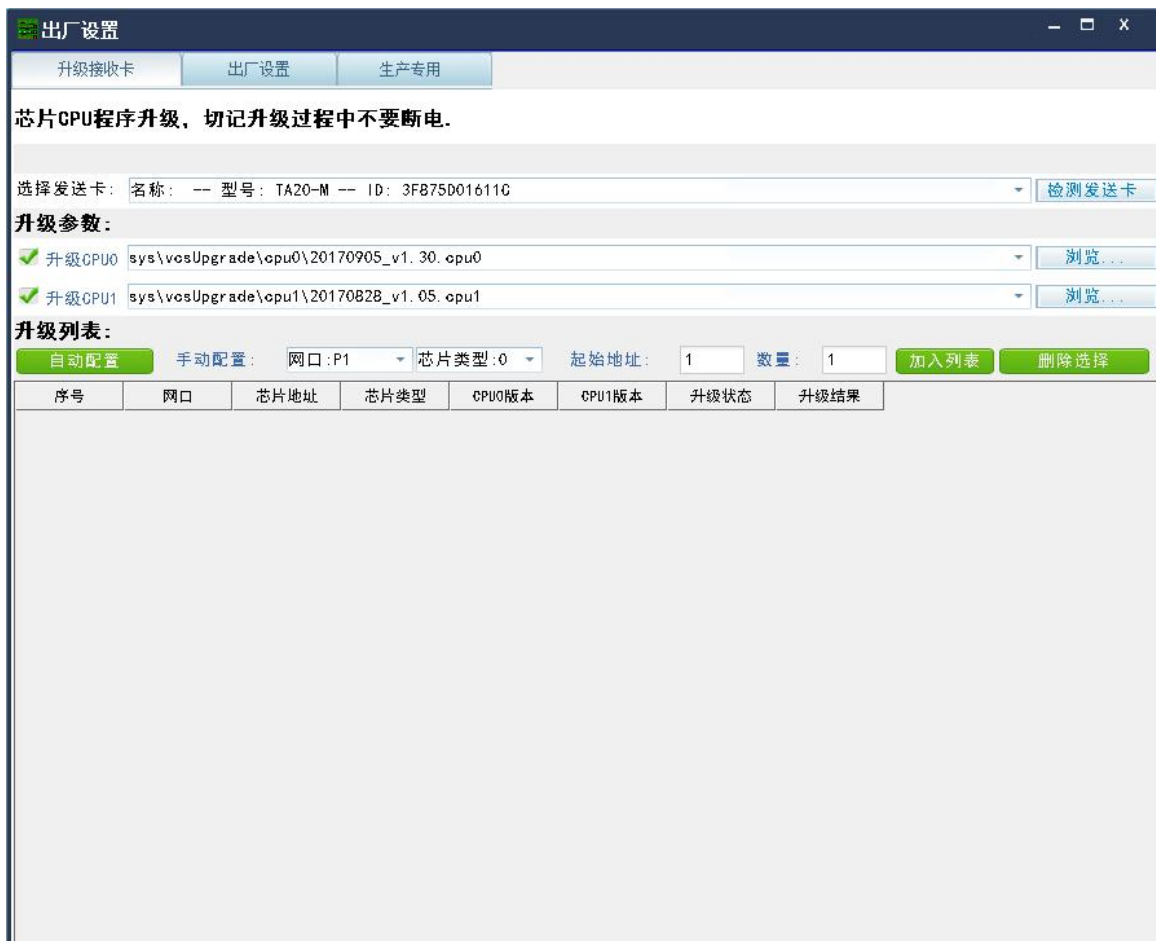 出厂设置
升级接收卡 出厂设置 生产专用
芯片CPU程序升级，切记升级过程中不要断电.
选择发送卡: 名称: -- 型号: TA20-M -- ID: 3F875D01611C 检测发送卡
升级参数:
升级CPU0 sys\vcsUpgrade\cpu0\20170905_v1.30.cpu0 浏览...
升级CPU1 sys\vcsUpgrade\cpu1\20170828_v1.05.cpu1 浏览...
升级列表:
自动配置 手动配置: 网口:P1 芯片类型:0 起始地址: 1 数量: 1 加入列表 删除选择
序号 网口 芯片地址 芯片类型 CPU0版本 CPU1版本 升级状态 升级结果